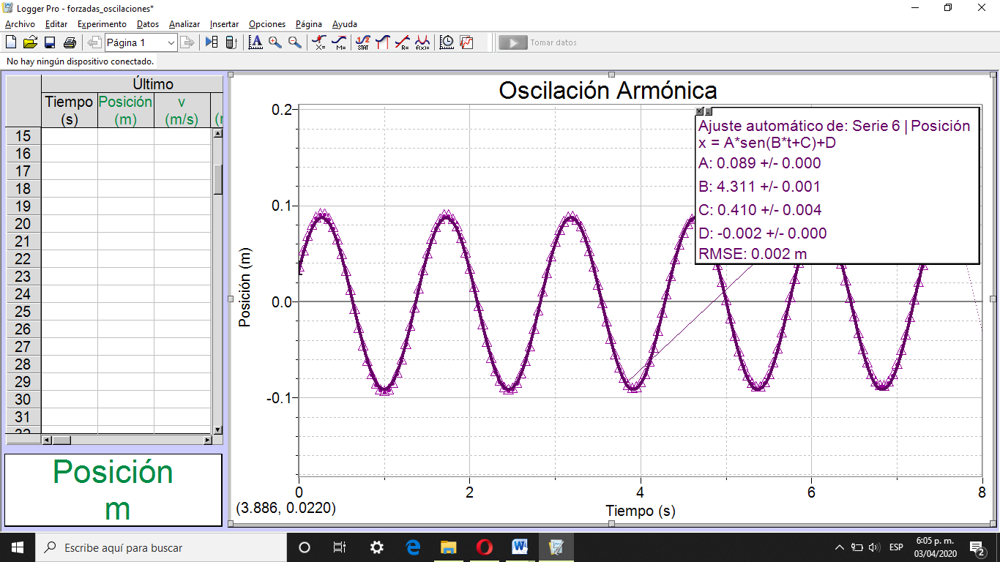 Logger Pro - forzadas_oscilaciones*
Archivo Editar Experimento Datos Analizar Insertar Opciones Página Ayuda
Página 1
Tomar datos
No hay ningún dispositivo conectado.
Último
Tiempo
(s)
Posición
(m)
v
(m/s)
15
16
17
18
19
20
21
22
23
24
25
26
27
28
29
30
31
Posición
m
Oscilación Armónica
Ajuste automático de: Serie 6 | Posición
x = A*sen(B*t+C)+D
A: 0.089 +/- 0.000
B: 4.311 +/- 0.001
C: 0.410 +/- 0.004
D: -0.002 +/- 0.000
RMSE: 0.002 m
0.2
0.1
0.0
-0.1
Posición (m)
0 2 4 6 8
(3.886, 0.0220)
Tiempo (s)
Escribe aquí para buscar
ESP
6:05 p. m.
03/04/2020
2